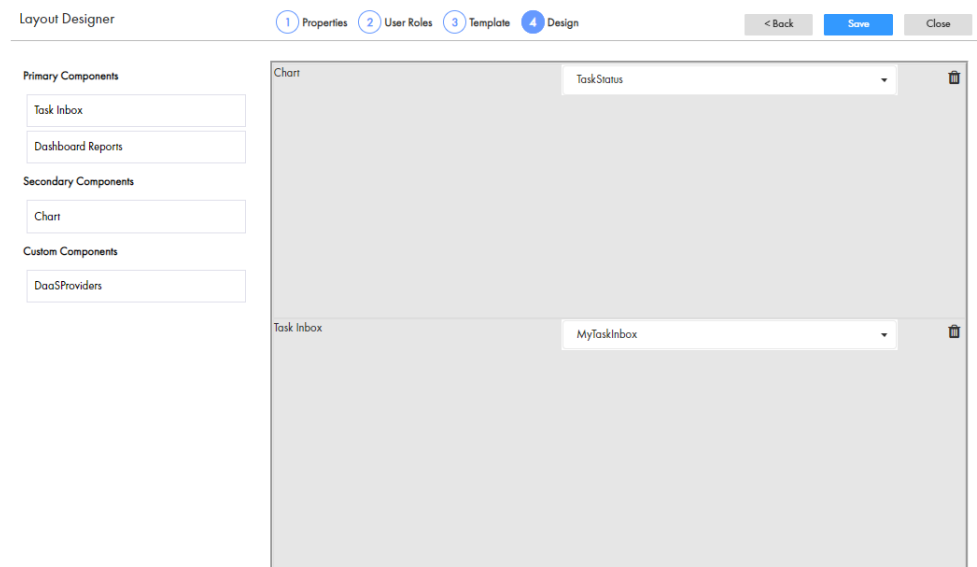 Layout Designer
1 Properties 2 User Roles 3 Template 4 Design
< Back Save Close
Primary Components
Task Inbox
Dashboard Reports
Secondary Components
Chart
Custom Components
DaaSProviders
Chart
TaskStatus
Task Inbox
MyTaskInbox